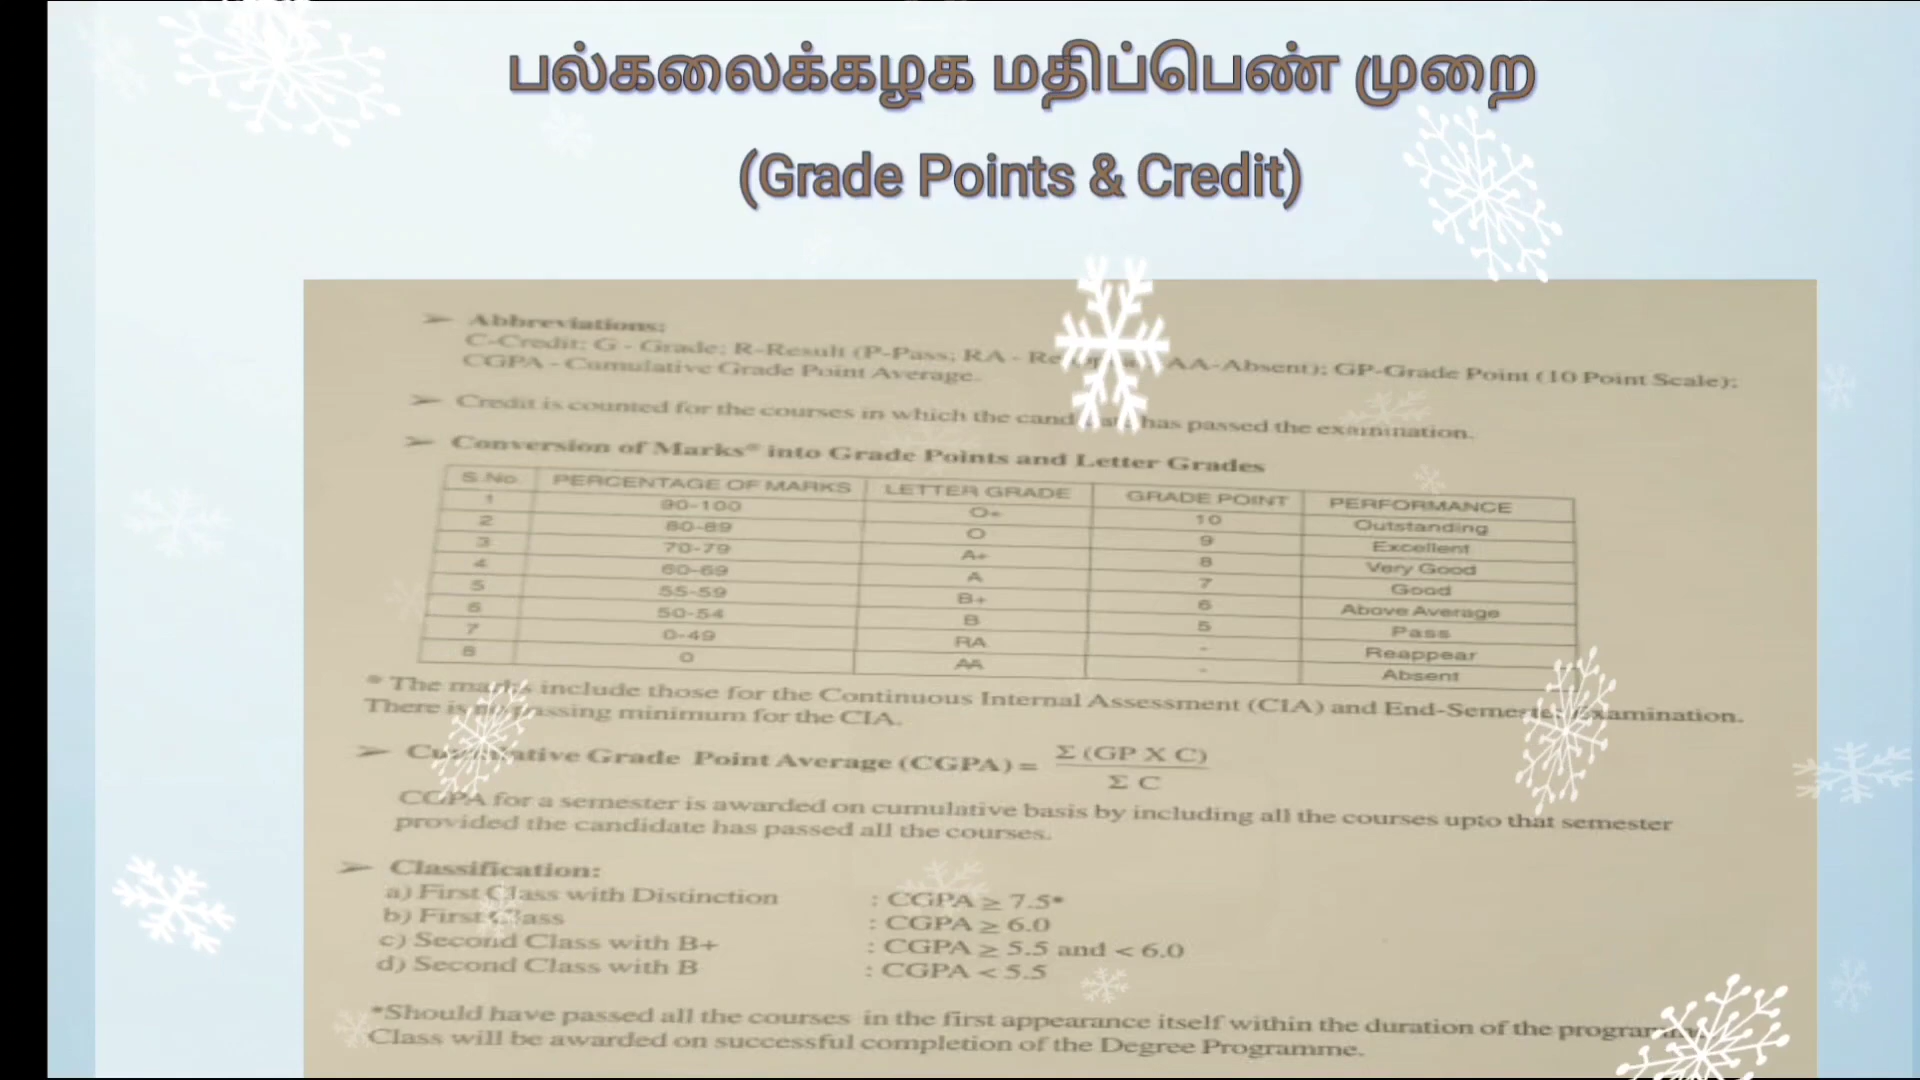 பல்கலைக்கழக மதிப்பெண் முறை
(Grade Points & Credit)
➢ Abbreviations:
C-Credit; G - Grade; R-Result (P-Pass; RA - AA-Absent); GP-Grade Point (10 Point Scale);
CGPA - Cumulative Grade Point Average.
➢ Credit is counted for the courses in which the has passed the examination.
➢ Conversion of Marks* into Grade Points and Letter Grades
S.No. PERCENTAGE OF MARKS LETTER GRADE GRADE POINT PERFORMANCE
1 90-100 O+ 10 Outstanding
2 80-89 O 9 Excellent
3 70-79 A+ 8 Very Good
4 60-69 A 7 Good
5 55-59 B+ 6 Above Average
6 50-54 B 5 Pass
7 0-49 RA - Reappear
8 0 AA - Absent
* The marks include those for the Continuous Internal Assessment (CIA) and End-Semester Examination.
There is no passing minimum for the CIA.
➢ Cumulative Grade Point Average (CGPA) = Σ (GP X C)
Σ C
CGPA for a semester is awarded on cumulative basis by including all the courses upto that semester
provided the candidate has passed all the courses.
➢ Classification:
a) First Class with Distinction : CGPA ≥ 7.5*
b) First Class : CGPA ≥ 6.0
c) Second Class with B+ : CGPA ≥ 5.5 and < 6.0
d) Second Class with B : CGPA < 5.5
*Should have passed all the courses in the first appearance itself within the duration of the
Class will be awarded on successful completion of the Degree Programme.